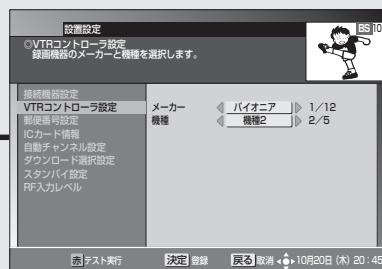 設置設定
BS 10
◎VTRコントローラ設定
録画機器のメーカーと機種を選択します。
接続機器設定
VTRコントローラ設定
郵便番号設定
ICカード情報
自動チャンネル設定
ダウンロード選択設定
スタンバイ設定
RF入力レベル
メーカー パイオニア 1/12
機種 機種2 2/5
赤 テスト実行 決定 登録 戻る 取消 10月20日 (木) 20:45